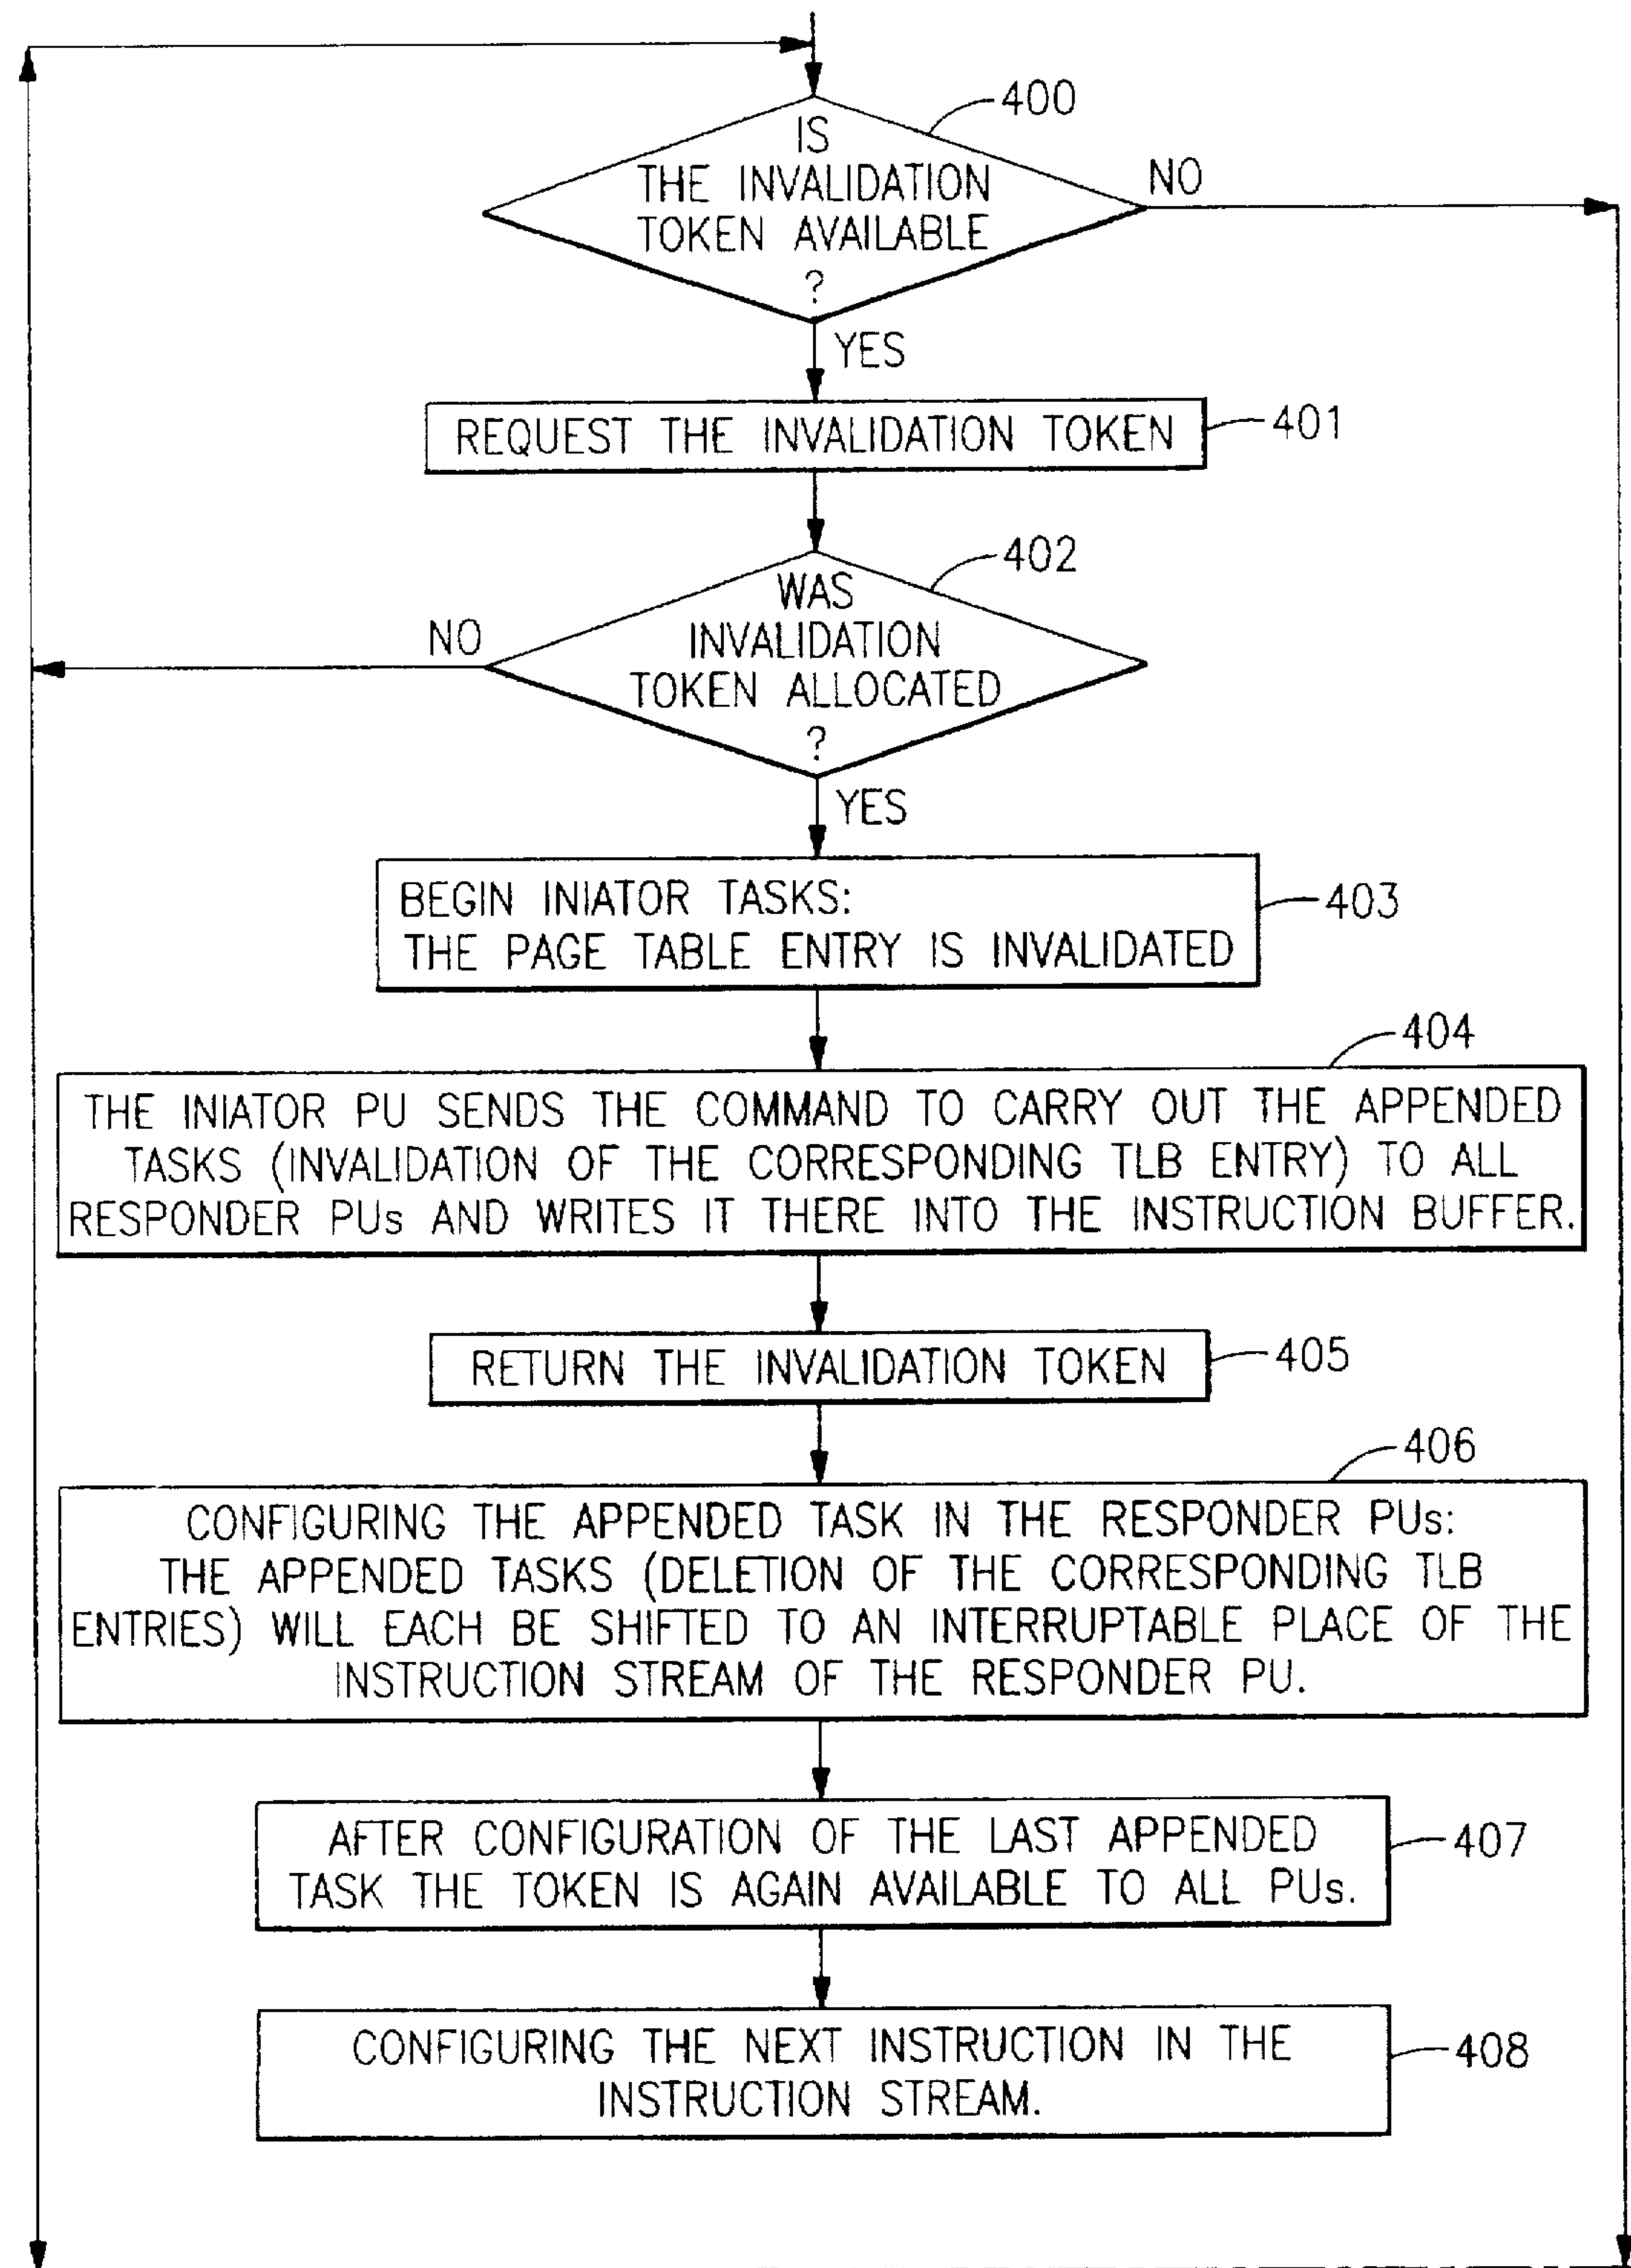 400
IS
THE INVALIDATION
TOKEN AVAILABLE
?
NO
YES
REQUEST THE INVALIDATION TOKEN
401
402
WAS
INVALIDATION
TOKEN ALLOCATED
?
NO
YES
BEGIN INIATOR TASKS:
THE PAGE TABLE ENTRY IS INVALIDATED
403
404
THE INIATOR PU SENDS THE COMMAND TO CARRY OUT THE APPENDED
TASKS (INVALIDATION OF THE CORRESPONDING TLB ENTRY) TO ALL
RESPONDER PUs AND WRITES IT THERE INTO THE INSTRUCTION BUFFER.
RETURN THE INVALIDATION TOKEN
405
406
CONFIGURING THE APPENDED TASK IN THE RESPONDER PUs:
THE APPENDED TASKS (DELETION OF THE CORRESPONDING TLB
ENTRIES) WILL EACH BE SHIFTED TO AN INTERRUPTABLE PLACE OF THE
INSTRUCTION STREAM OF THE RESPONDER PU.
AFTER CONFIGURATION OF THE LAST APPENDED
TASK THE TOKEN IS AGAIN AVAILABLE TO ALL PUs.
407
CONFIGURING THE NEXT INSTRUCTION IN THE
INSTRUCTION STREAM.
408